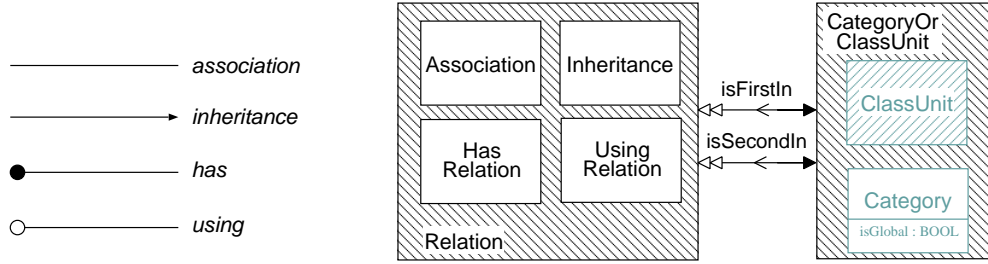 association
inheritance
has
using
Association
Inheritance
Has
Relation
Using
Relation
Relation
isFirstIn
isSecondIn
CategoryOr
ClassUnit
ClassUnit
Category
isGlobal : BOOL